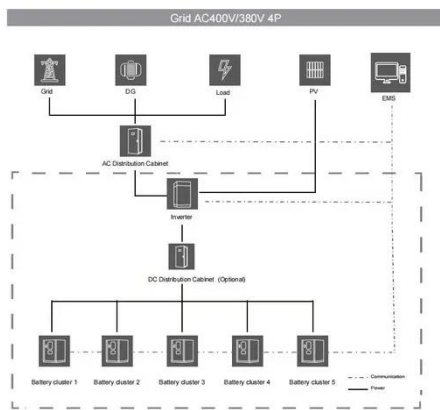 Grid AC400V/380V 4P
Grid
DG
Load
PV
EMS
AC Distribution Cabinet
Inverter
DC Distribution Cabinet (Optional)
Battery cluster 1
Battery cluster 2
Battery cluster 3
Battery cluster 4
Battery cluster 5
Communication
Power